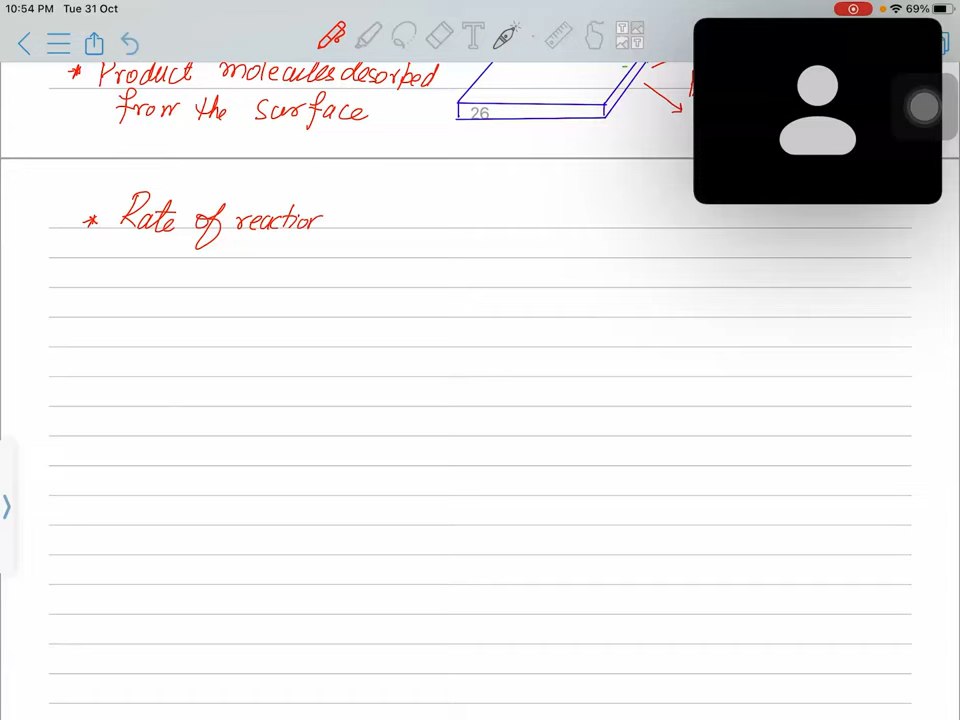 10:54 PM Tue 31 Oct
69%
* Product molecules desorbed
from the surface
26
* Rate of reaction